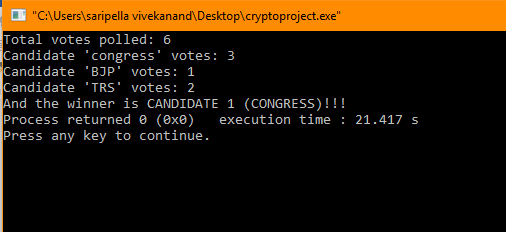 "C:\Users\saripella vivekanand\Desktop\cryptoproject.exe"
Total votes polled: 6
Candidate 'congress' votes: 3
Candidate 'BJP' votes: 1
Candidate 'TRS' votes: 2
And the winner is CANDIDATE 1 (CONGRESS)!!!
Process returned 0 (0x0)   execution time : 21.417 s
Press any key to continue.